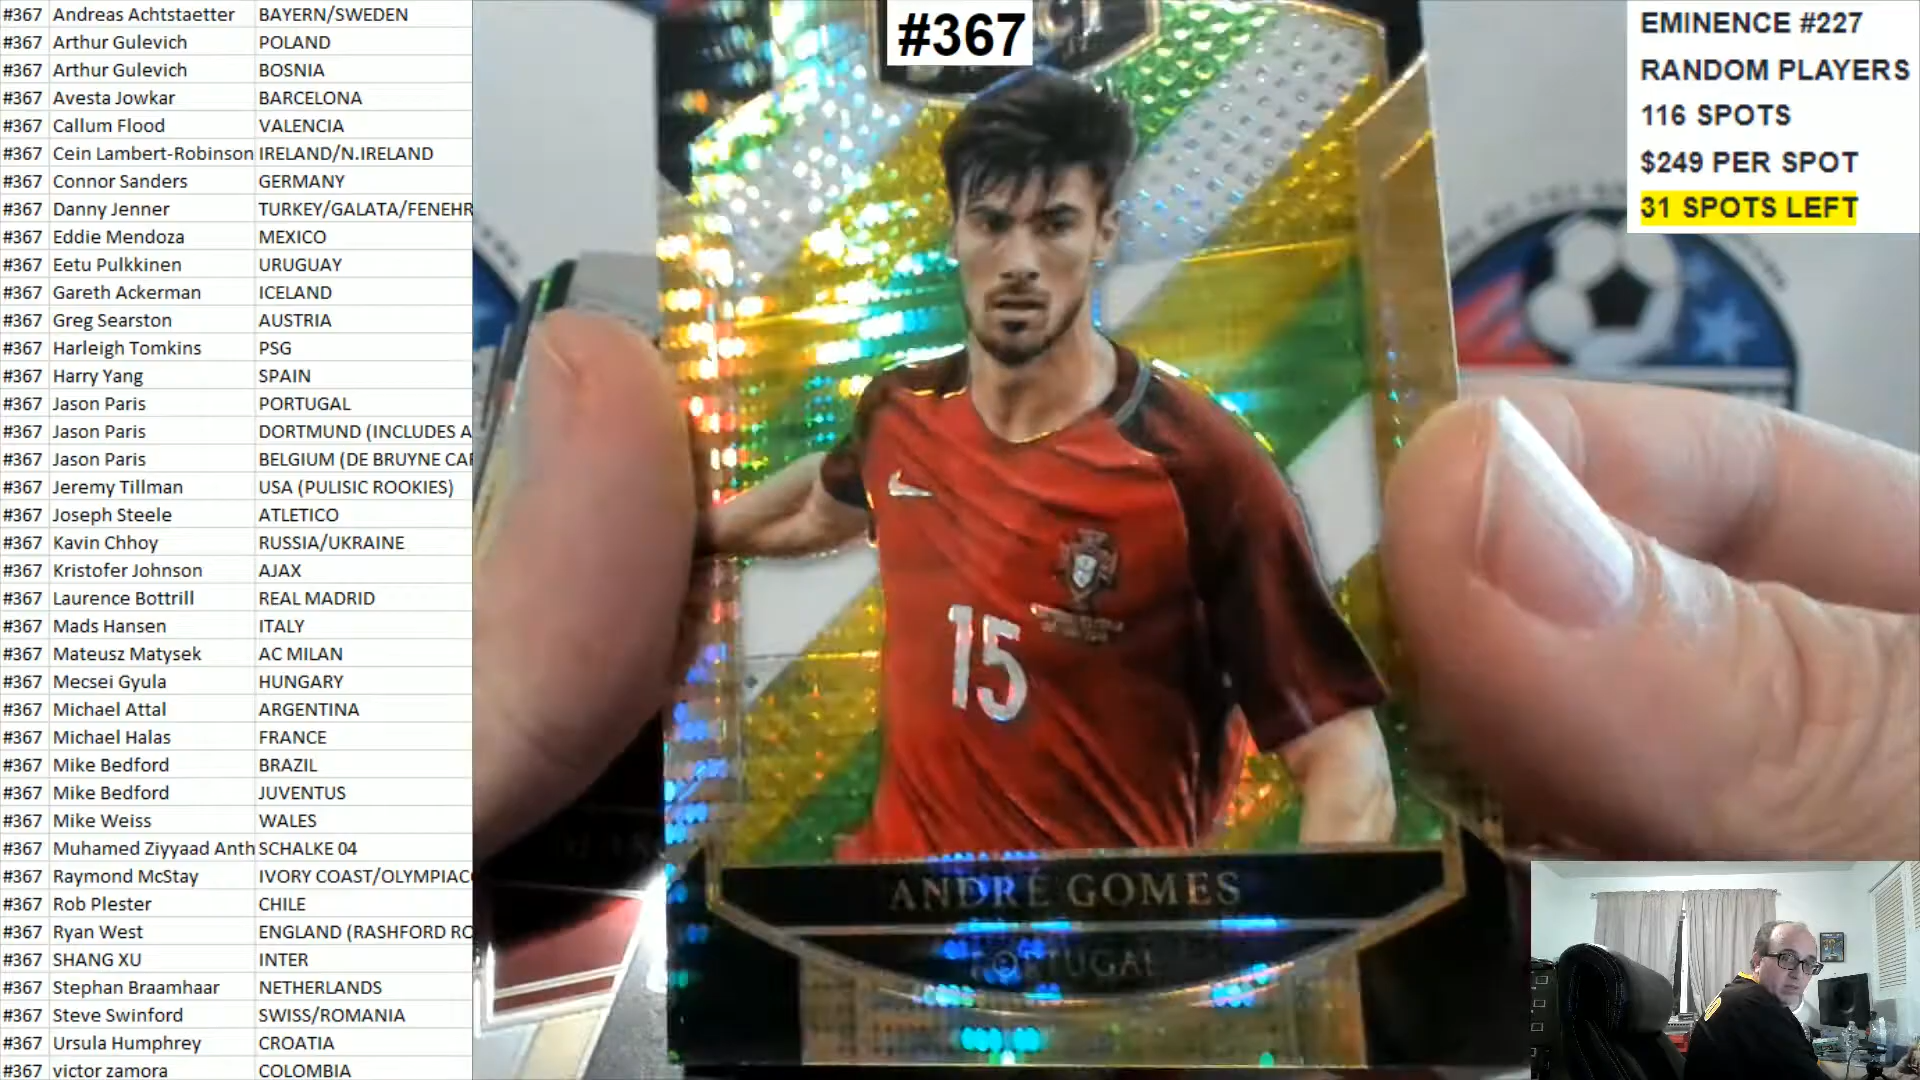 #367 Andreas Achtstaetter BAYERN/SWEDEN
#367 Arthur Gulevich POLAND
#367 Arthur Gulevich BOSNIA
#367 Avesta Jowkar BARCELONA
#367 Callum Flood VALENCIA
#367 Cein Lambert-Robinson IRELAND/N.IRELAND
#367 Connor Sanders GERMANY
#367 Danny Jenner TURKEY/GALATA/FENEHR
#367 Eddie Mendoza MEXICO
#367 Eetu Pulkkinen URUGUAY
#367 Gareth Ackerman ICELAND
#367 Greg Searston AUSTRIA
#367 Harleigh Tomkins PSG
#367 Harry Yang SPAIN
#367 Jason Paris PORTUGAL
#367 Jason Paris DORTMUND (INCLUDES A
#367 Jason Paris BELGIUM (DE BRUYNE CAP
#367 Jeremy Tillman USA (PULISIC ROOKIES)
#367 Joseph Steele ATLETICO
#367 Kavin Chhoy RUSSIA/UKRAINE
#367 Kristofer Johnson AJAX
#367 Laurence Bottrill REAL MADRID
#367 Mads Hansen ITALY
#367 Mateusz Matysek AC MILAN
#367 Mecsei Gyula HUNGARY
#367 Michael Attal ARGENTINA
#367 Michael Halas FRANCE
#367 Mike Bedford BRAZIL
#367 Mike Bedford JUVENTUS
#367 Mike Weiss WALES
#367 Muhamed Ziyyaad Anth SCHALKE 04
#367 Raymond McStay IVORY COAST/OLYMPIAC
#367 Rob Plester CHILE
#367 Ryan West ENGLAND (RASHFORD RO
#367 SHANG XU INTER
#367 Stephan Braamhaar NETHERLANDS
#367 Steve Swinford SWISS/ROMANIA
#367 Ursula Humphrey CROATIA
#367 victor zamora COLOMBIA
#367
15
ANDRÉ GOMES
PORTUGAL
EMINENCE #227
RANDOM PLAYERS
116 SPOTS
$249 PER SPOT
31 SPOTS LEFT